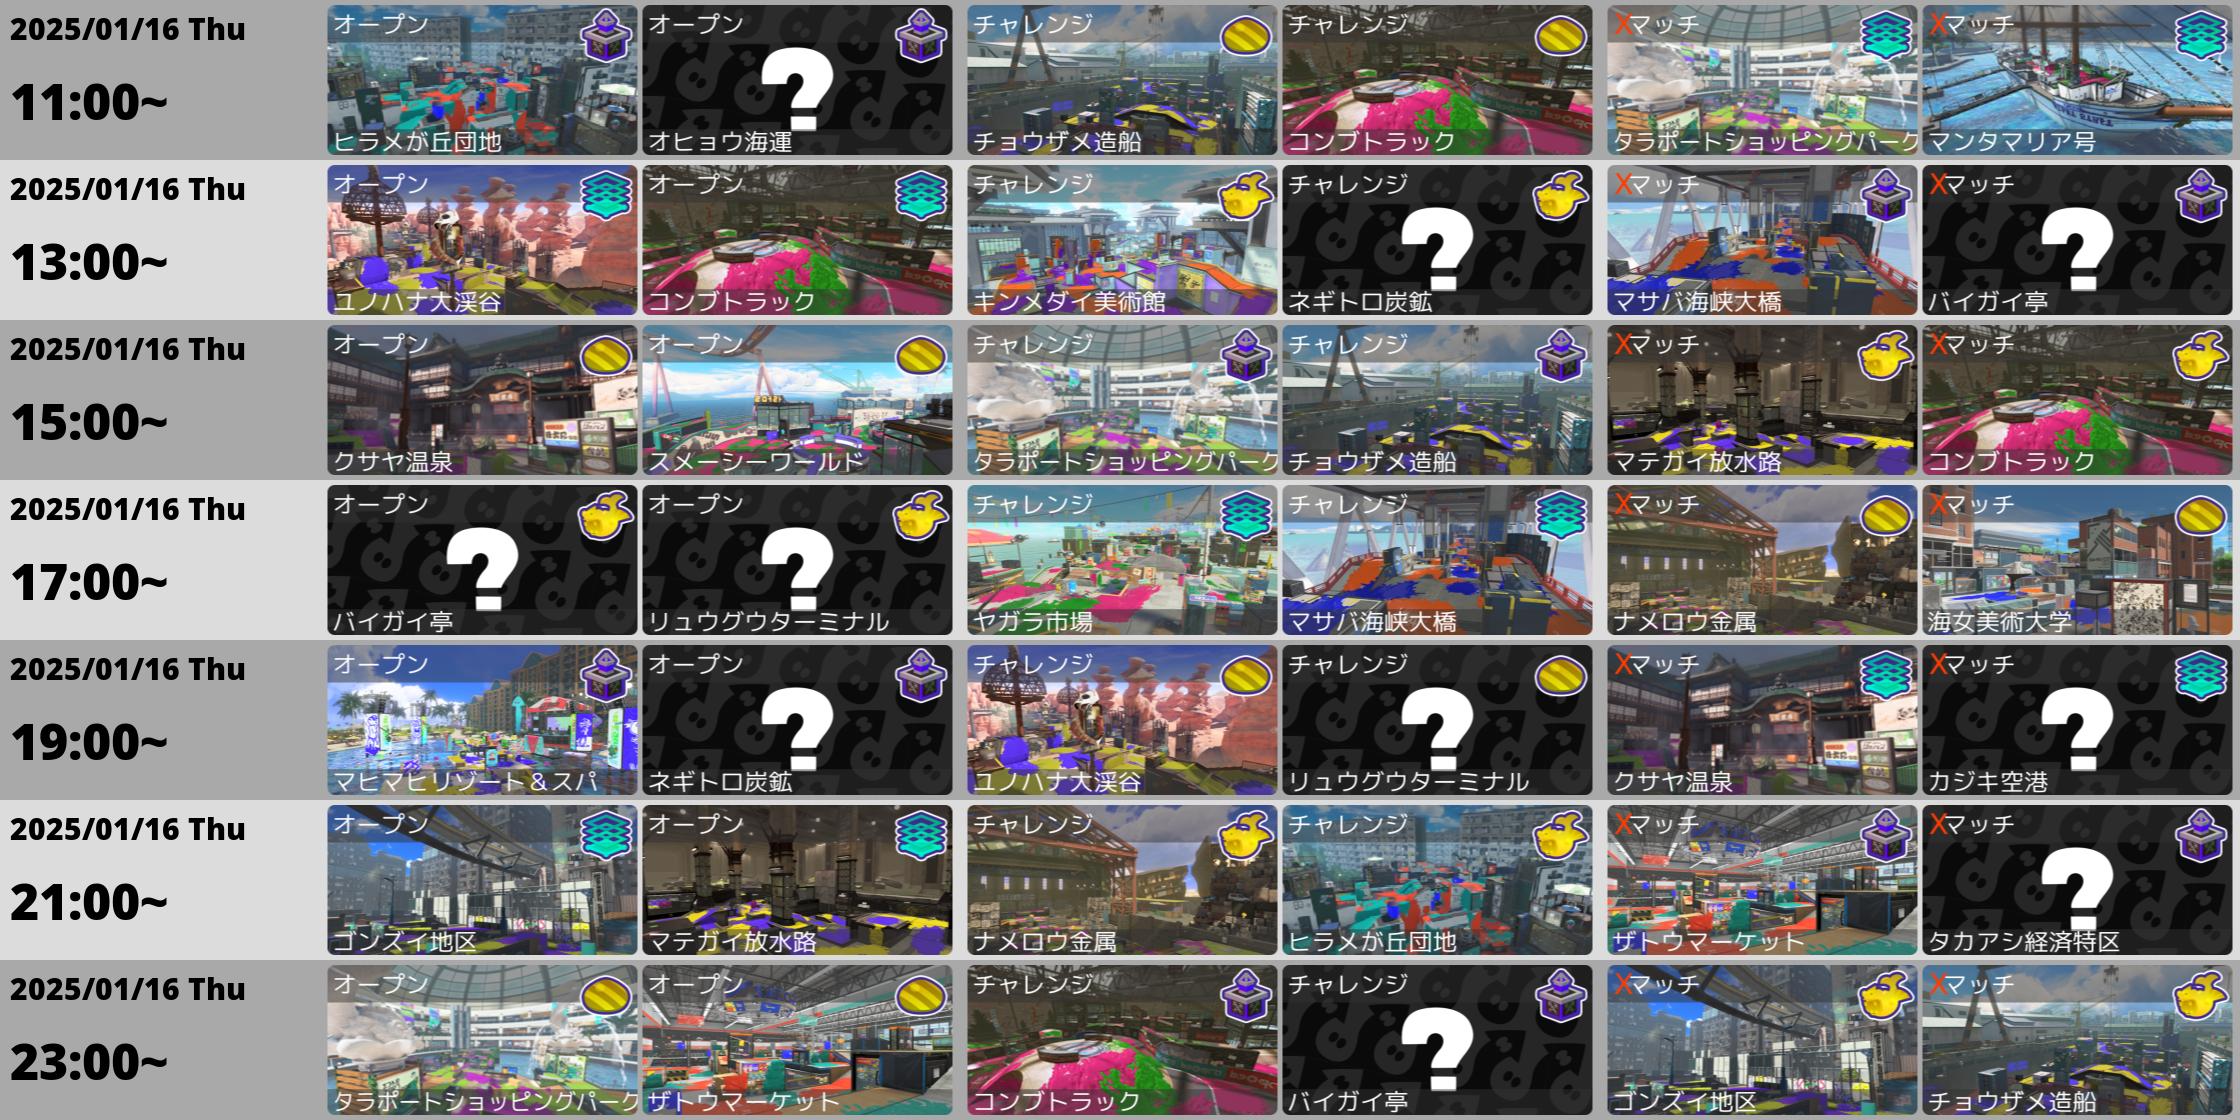 2025/01/16 Thu
11:00~
オープン
ヒラメが丘団地
オープン
オヒョウ海運
チャレンジ
チョウザメ造船
チャレンジ
コンブトラック
Xマッチ
タラポートショッピングパーク
Xマッチ
マンタマリア号
2025/01/16 Thu
13:00~
オープン
ユノハナ大渓谷
オープン
コンブトラック
チャレンジ
キンメダイ美術館
チャレンジ
ネギトロ炭鉱
Xマッチ
マサバ海峡大橋
Xマッチ
バイガイ亭
2025/01/16 Thu
15:00~
オープン
クサヤ温泉
オープン
スメーシーワールド
チャレンジ
タラポートショッピングパーク
チャレンジ
チョウザメ造船
Xマッチ
マテガイ放水路
Xマッチ
コンブトラック
2025/01/16 Thu
17:00~
オープン
バイガイ亭
オープン
リュウグウターミナル
チャレンジ
ヤガラ市場
チャレンジ
マサバ海峡大橋
Xマッチ
ナメロウ金属
Xマッチ
海女美術大学
2025/01/16 Thu
19:00~
オープン
マヒマヒリゾート＆スパ
オープン
ネギトロ炭鉱
チャレンジ
ユノハナ大渓谷
チャレンジ
リュウグウターミナル
Xマッチ
クサヤ温泉
Xマッチ
カジキ空港
2025/01/16 Thu
21:00~
オープン
ゴンズイ地区
オープン
マテガイ放水路
チャレンジ
ナメロウ金属
チャレンジ
ヒラメが丘団地
Xマッチ
ザトウマーケット
Xマッチ
タカアシ経済特区
2025/01/16 Thu
23:00~
オープン
タラポートショッピングパーク
オープン
ザトウマーケット
チャレンジ
コンブトラック
チャレンジ
バイガイ亭
Xマッチ
ゴンズイ地区
Xマッチ
チョウザメ造船